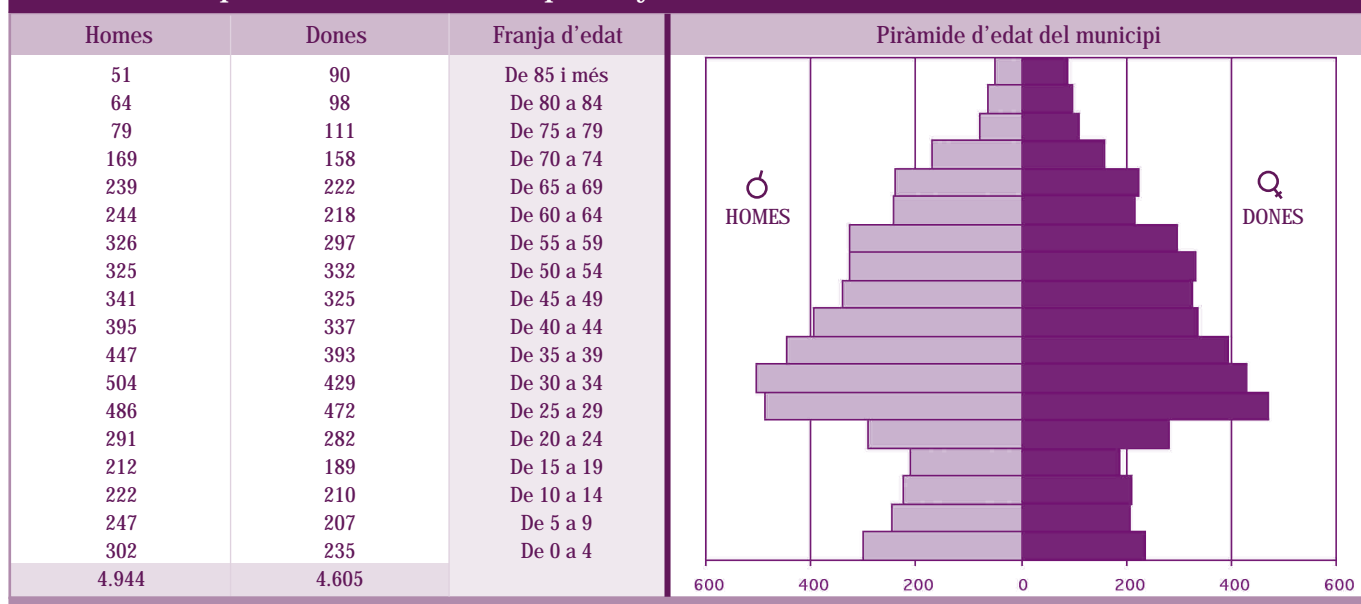 Homes Dones Franja d'edat Piràmide d'edat del municipi
51 90 De 85 i més
64 98 De 80 a 84
79 111 De 75 a 79
169 158 De 70 a 74
239 222 De 65 a 69
244 218 De 60 a 64
326 297 De 55 a 59
325 332 De 50 a 54
341 325 De 45 a 49
395 337 De 40 a 44
447 393 De 35 a 39
504 429 De 30 a 34
486 472 De 25 a 29
291 282 De 20 a 24
212 189 De 15 a 19
222 210 De 10 a 14
247 207 De 5 a 9
302 235 De 0 a 4
4.944 4.605
HOMES DONES
600 400 200 0 200 400 600